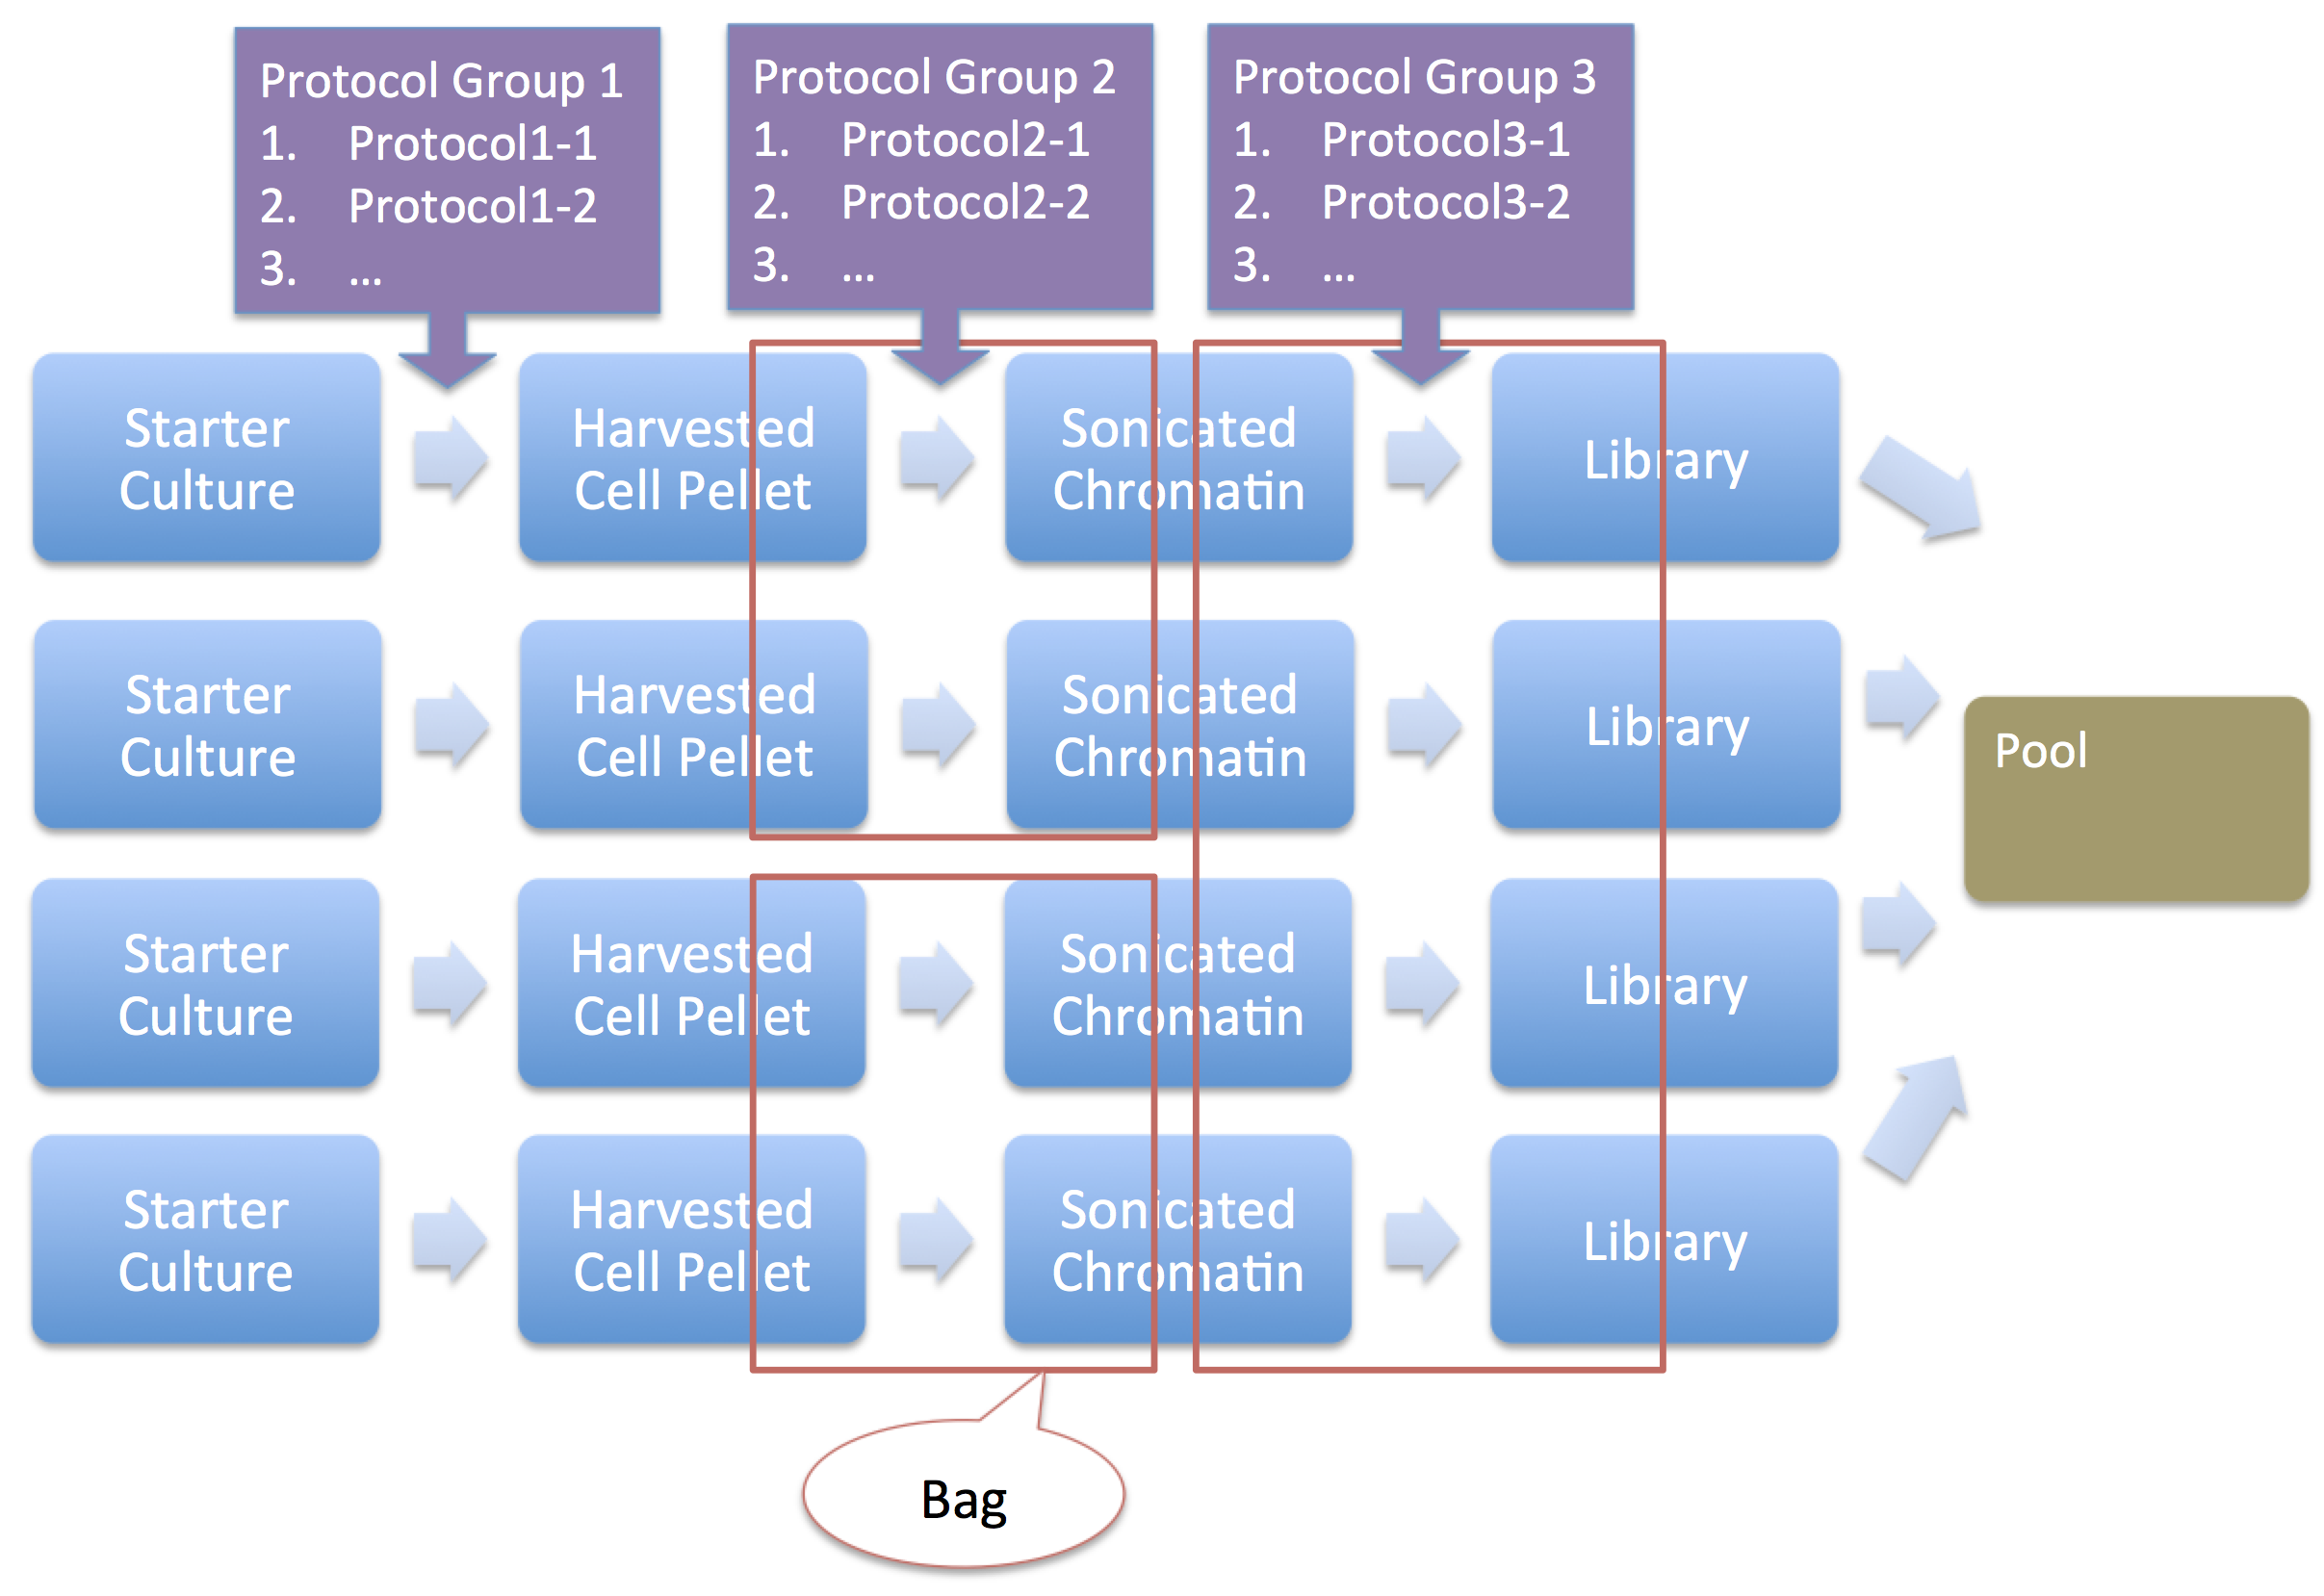 Protocol Group 1
1. Protocol1-1
2. Protocol1-2
3. ...
Protocol Group 2
1. Protocol2-1
2. Protocol2-2
3. ...
Protocol Group 3
1. Protocol3-1
2. Protocol3-2
3. ...
Starter
Culture
Harvested
Cell Pellet
Sonicated
Chromatin
Library
Starter
Culture
Harvested
Cell Pellet
Sonicated
Chromatin
Library
Pool
Starter
Culture
Harvested
Cell Pellet
Sonicated
Chromatin
Library
Starter
Culture
Harvested
Cell Pellet
Sonicated
Chromatin
Library
Bag